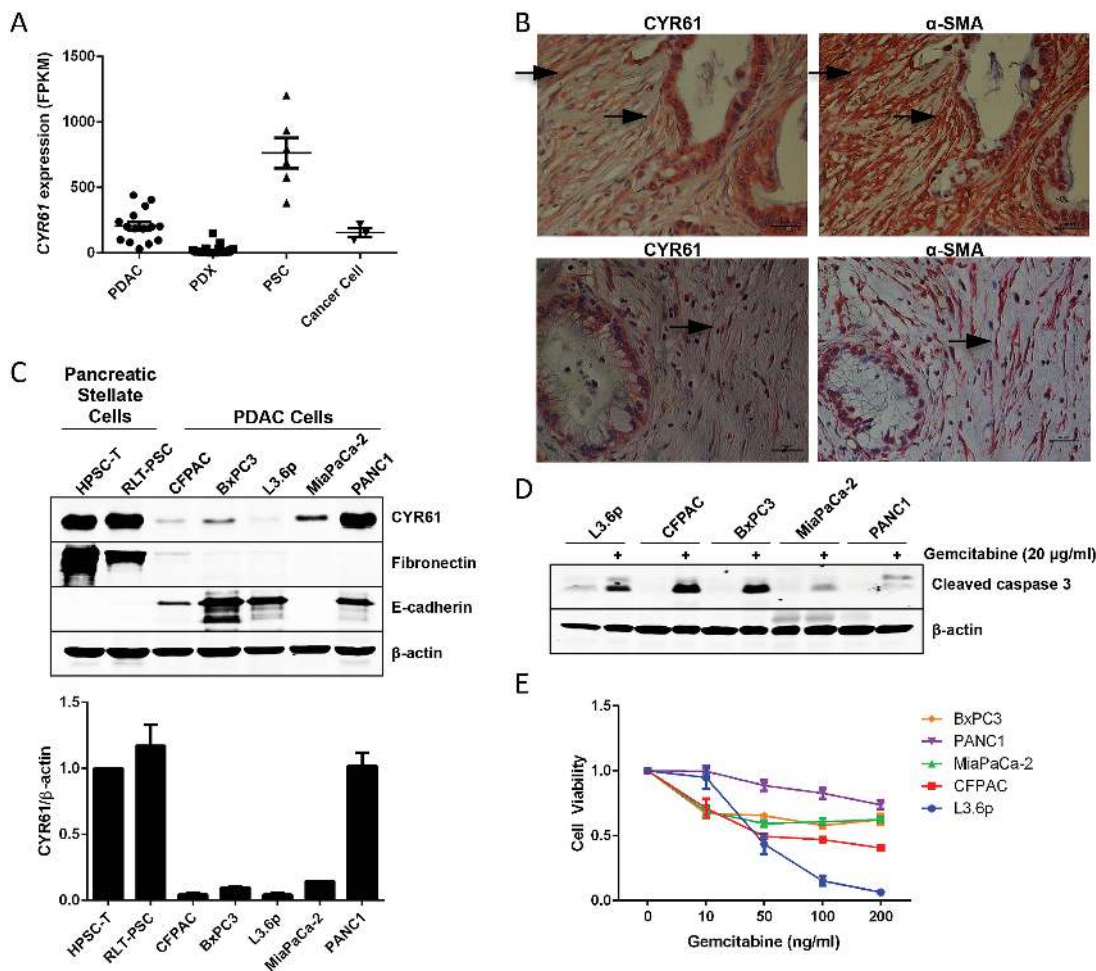 A
CYR61 expression (FPKM)
1500
1000
500
0
PDAC
PDX
PSC
Cancer Cell
B
CYR61
α-SMA
CYR61
α-SMA
C
Pancreatic
Stellate
Cells
PDAC Cells
HPSC-T
RLT-PSC
CFPAC
BxPC3
L3.6p
MiaPaCa-2
PANC1
CYR61
Fibronectin
E-cadherin
β-actin
CYR61/β-actin
1.5
1.0
0.5
0.0
HPSC-T
RLT-PSC
CFPAC
BxPC3
L3.6p
MiaPaCa-2
PANC1
D
L3.6p
CFPAC
BxPC3
MiaPaCa-2
PANC1
+ + + + + Gemcitabine (20 μg/ml)
Cleaved caspase 3
β-actin
E
Cell Viability
1.0
0.5
0.0
0 10 50 100 200
Gemcitabine (ng/ml)
BxPC3
PANC1
MiaPaCa-2
CFPAC
L3.6p